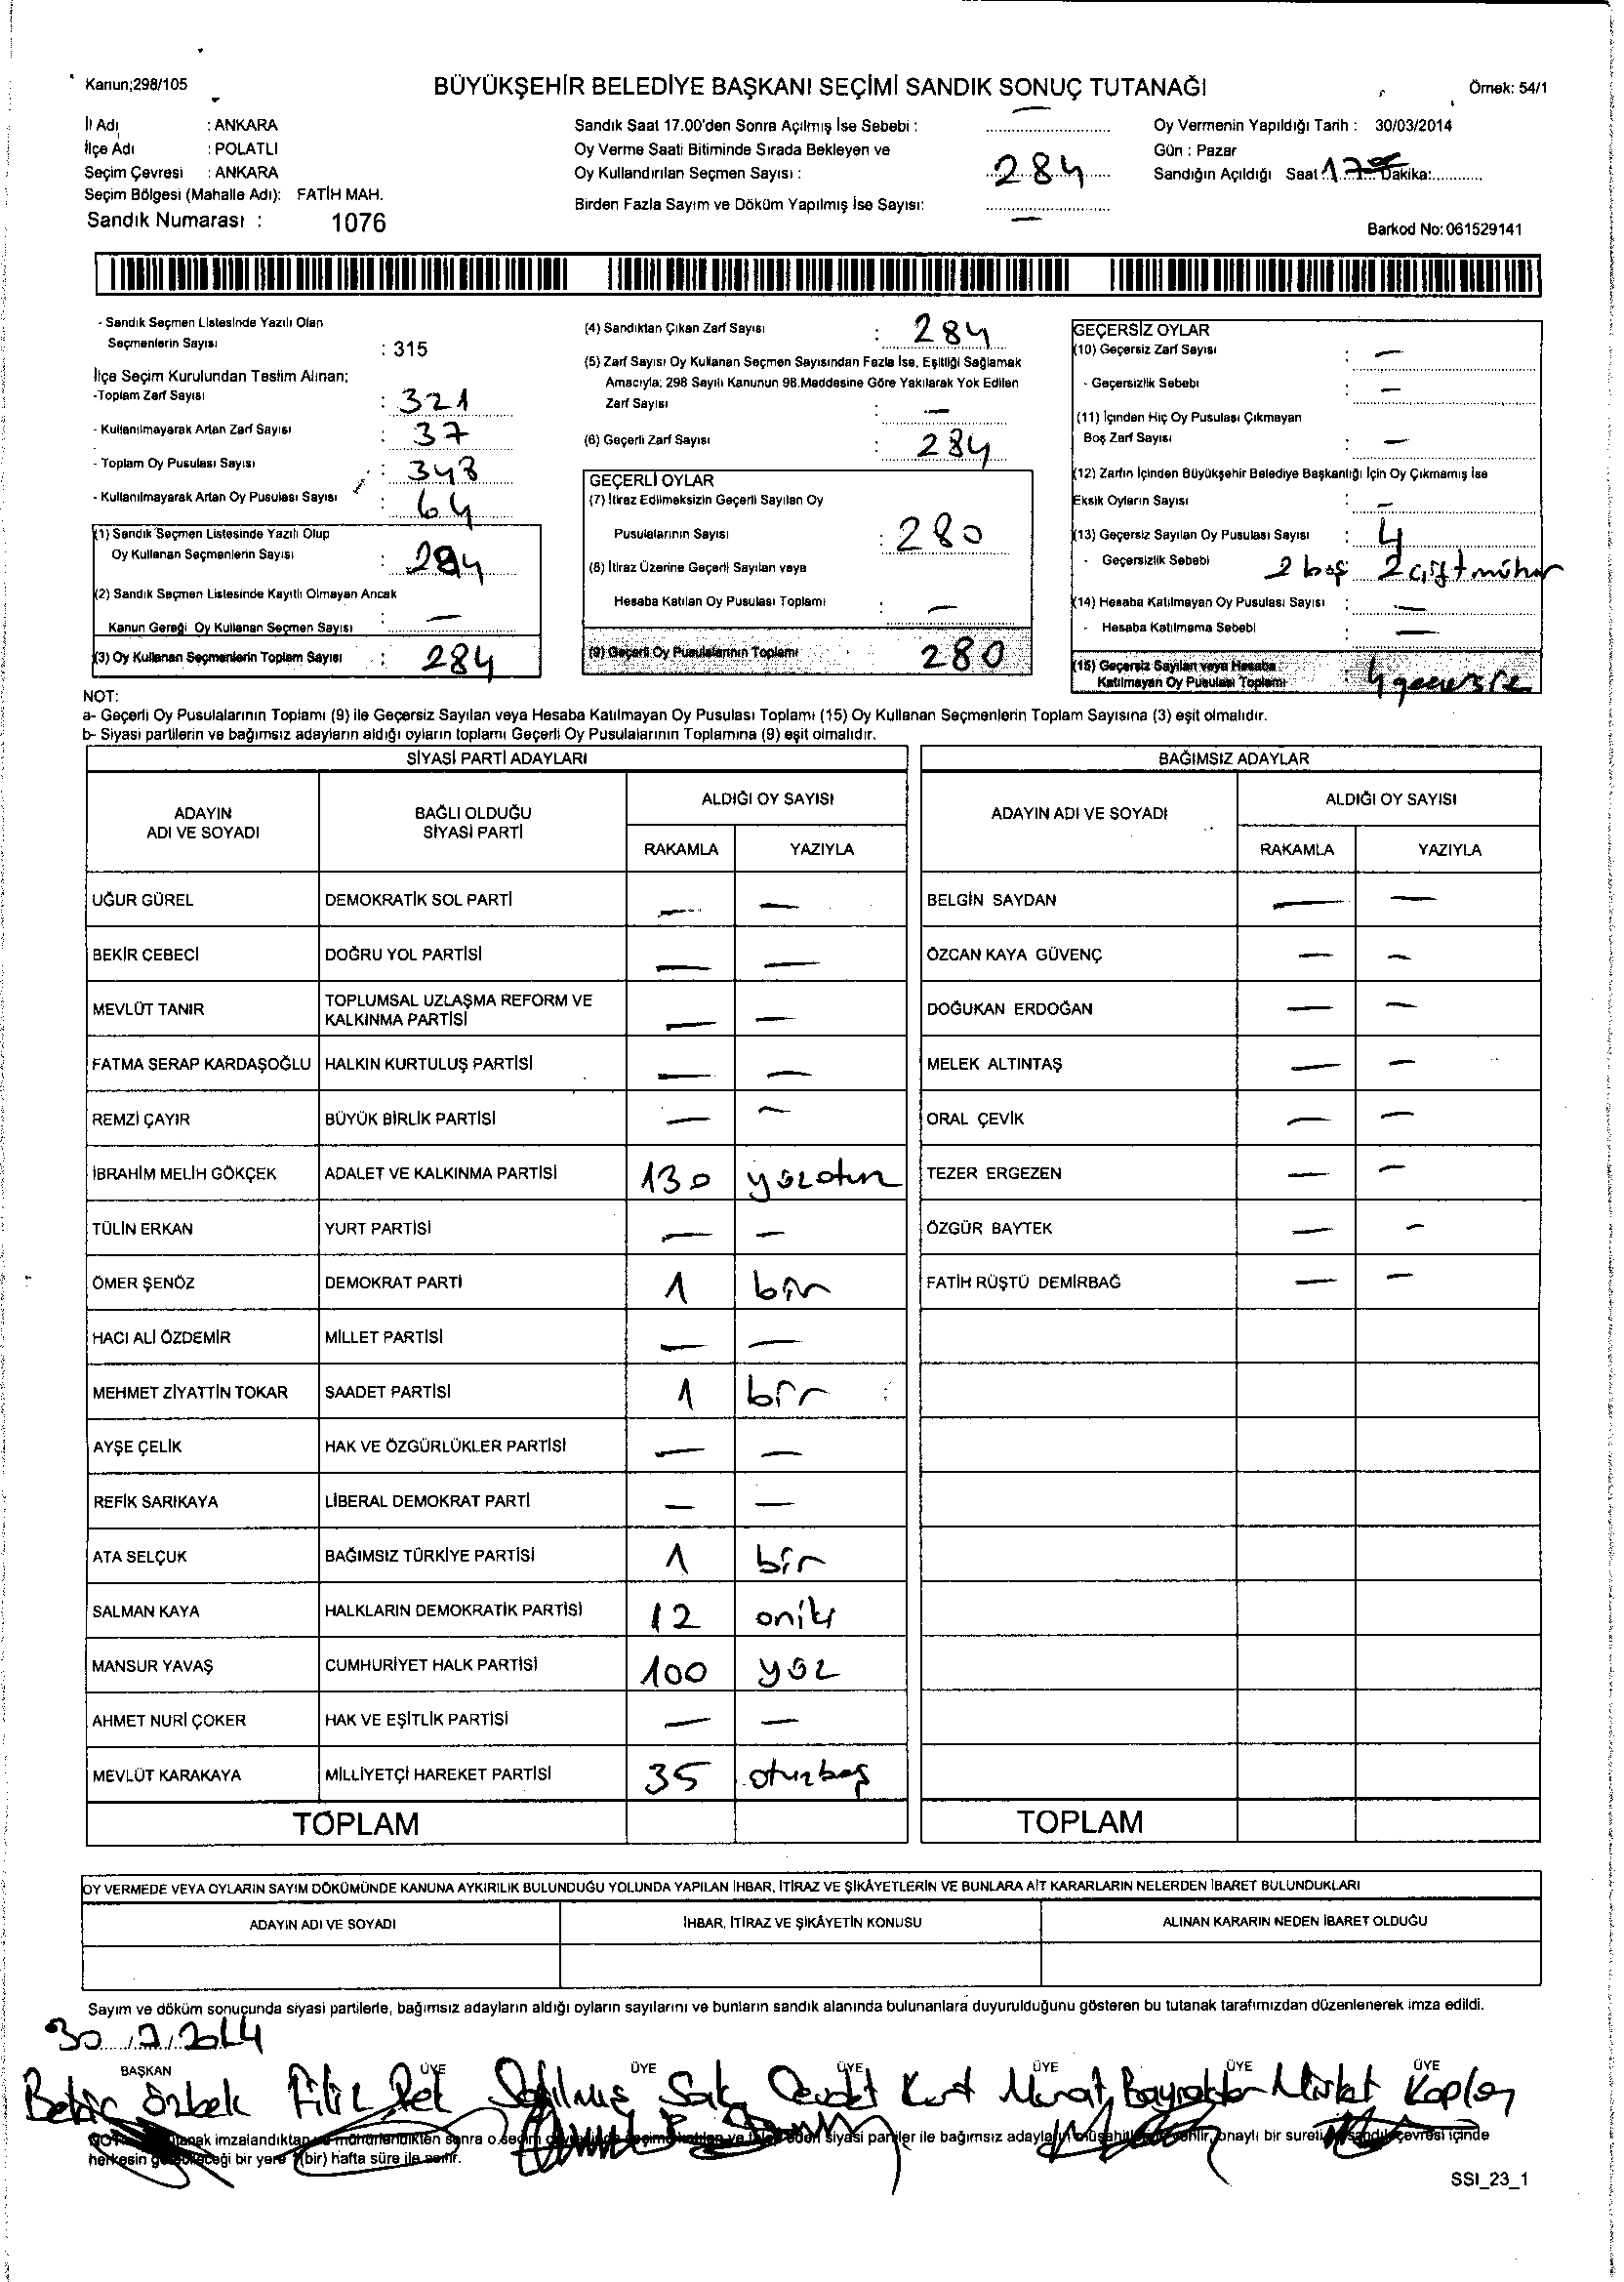 Kanun;298/105
BÜYÜKŞEHİR BELEDİYE BAŞKANI SEÇİMİ SANDIK SONUÇ TUTANAĞI
Örnek: 54/1
İl Adı : ANKARA
İlçe Adı : POLATLI
Seçim Çevresi : ANKARA
Seçim Bölgesi (Mahalle Adı): FATİH MAH.
Sandık Numarası : 1076
Sandık Saat 17.00'den Sonra Açılmış İse Sebebi : —
Oy Verme Saati Bitiminde Sırada Bekleyen ve
Oy Kullandırılan Seçmen Sayısı : 284
Birden Fazla Sayım ve Döküm Yapılmış İse Sayısı: —
Oy Vermenin Yapıldığı Tarih : 30/03/2014
Gün : Pazar
Sandığın Açıldığı Saat: 17 Dakika:
Barkod No: 061529141
- Sandık Seçmen Listesinde Yazılı Olan
Seçmenlerin Sayısı : 315
İlçe Seçim Kurulundan Teslim Alınan;
-Toplam Zarf Sayısı : 321
- Kullanılmayarak Artan Zarf Sayısı : 37
- Toplam Oy Pusulası Sayısı : 348
- Kullanılmayarak Artan Oy Pusulası Sayısı : 64
(1) Sandık Seçmen Listesinde Yazılı Olup
Oy Kullanan Seçmenlerin Sayısı : 284
(2) Sandık Seçmen Listesinde Kayıtlı Olmayan Ancak
Kanun Gereği Oy Kullanan Seçmen Sayısı : —
(3) Oy Kullanan Seçmenlerin Toplam Sayısı : 284
(4) Sandıktan Çıkan Zarf Sayısı : 284
(5) Zarf Sayısı Oy Kullanan Seçmen Sayısından Fazla İse, Eşitliği Sağlamak
Amacıyla; 298 Sayılı Kanunun 98.Maddesine Göre Yakılarak Yok Edilen
Zarf Sayısı : —
(6) Geçerli Zarf Sayısı : 284
GEÇERLİ OYLAR
(7) İtiraz Edilmeksizin Geçerli Sayılan Oy
Pusulalarının Sayısı : 280
(8) İtiraz Üzerine Geçerli Sayılan veya
Hesaba Katılan Oy Pusulası Toplamı : —
(9) Geçerli Oy Pusulalarının Toplamı 280
GEÇERSİZ OYLAR
(10) Geçersiz Zarf Sayısı : —
- Geçersizlik Sebebi : —
(11) İçinden Hiç Oy Pusulası Çıkmayan
Boş Zarf Sayısı : —
(12) Zarfın İçinden Büyükşehir Belediye Başkanlığı İçin Oy Çıkmamış İse
Eksik Oyların Sayısı : —
(13) Geçersiz Sayılan Oy Pusulası Sayısı : 4
- Geçersizlik Sebebi 2 boş 2 çift mühür
(14) Hesaba Katılmayan Oy Pusulası Sayısı : —
- Hesaba Katılmama Sebebi : —
(15) Geçersiz Sayılan veya Hesaba
Katılmayan Oy Pusulası Toplamı : 4 geçersiz
NOT:
a- Geçerli Oy Pusulalarının Toplamı (9) ile Geçersiz Sayılan veya Hesaba Katılmayan Oy Pusulası Toplamı (15) Oy Kullanan Seçmenlerin Toplam Sayısına (3) eşit olmalıdır.
b- Siyasi partilerin ve bağımsız adayların aldığı oyların toplamı Geçerli Oy Pusulalarının Toplamına (9) eşit olmalıdır.
SİYASİ PARTİ ADAYLARI
ADAYIN ADI VE SOYADI BAĞLI OLDUĞU SİYASİ PARTİ ALDIĞI OY SAYISI
RAKAMLA YAZIYLA
UĞUR GÜREL DEMOKRATİK SOL PARTİ — —
BEKİR CEBECİ DOĞRU YOL PARTİSİ — —
MEVLÜT TANIR TOPLUMSAL UZLAŞMA REFORM VE KALKINMA PARTİSİ — —
FATMA SERAP KARDAŞOĞLU HALKIN KURTULUŞ PARTİSİ — —
REMZİ ÇAYIR BÜYÜK BİRLİK PARTİSİ — —
İBRAHİM MELİH GÖKÇEK ADALET VE KALKINMA PARTİSİ 130 yüzotuz
TÜLİN ERKAN YURT PARTİSİ — —
ÖMER ŞENÖZ DEMOKRAT PARTİ 1 bir
HACI ALİ ÖZDEMİR MİLLET PARTİSİ — —
MEHMET ZİYATTİN TOKAR SAADET PARTİSİ 1 bir
AYŞE ÇELİK HAK VE ÖZGÜRLÜKLER PARTİSİ — —
REFİK SARIKAYA LİBERAL DEMOKRAT PARTİ — —
ATA SELÇUK BAĞIMSIZ TÜRKİYE PARTİSİ 1 bir
SALMAN KAYA HALKLARIN DEMOKRATİK PARTİSİ 12 oniki
MANSUR YAVAŞ CUMHURİYET HALK PARTİSİ 100 yüz
AHMET NURİ ÇOKER HAK VE EŞİTLİK PARTİSİ — —
MEVLÜT KARAKAYA MİLLİYETÇİ HAREKET PARTİSİ 35 otuzbeş
TOPLAM
BAĞIMSIZ ADAYLAR
ADAYIN ADI VE SOYADI ALDIĞI OY SAYISI
RAKAMLA YAZIYLA
BELGİN SAYDAN — —
ÖZCAN KAYA GÜVENÇ — —
DOĞUKAN ERDOĞAN — —
MELEK ALTINTAŞ — —
ORAL ÇEVİK — —
TEZER ERGEZEN — —
ÖZGÜR BAYTEK — —
FATİH RÜŞTÜ DEMİRBAĞ — —
TOPLAM
OY VERMEDE VEYA OYLARIN SAYIM DÖKÜMÜNDE KANUNA AYKIRILIK BULUNDUĞU YOLUNDA YAPILAN İHBAR, İTİRAZ VE ŞİKÂYETLERİN VE BUNLARA AİT KARARLARIN NELERDEN İBARET BULUNDUKLARI
ADAYIN ADI VE SOYADI İHBAR, İTİRAZ VE ŞİKÂYETİN KONUSU ALINAN KARARIN NEDEN İBARET OLDUĞU
Sayım ve döküm sonucunda siyasi partilerle, bağımsız adayların aldığı oyların sayılarını ve bunların sandık alanında bulunanlara duyurulduğunu gösteren bu tutanak tarafımızdan düzenlenerek imza edildi.
BAŞKAN ÜYE ÜYE ÜYE ÜYE ÜYE ÜYE
Bekir Özbek Filiz Pek Cevdet Kurt Murat Bayraktar Kaplan
imzalandıktan
siyasi partiler ile bağımsız onaylı bir sureti çevresi içinde
herkesin bir yere (bir) hafta süre ile asılır.
SSI_23_1